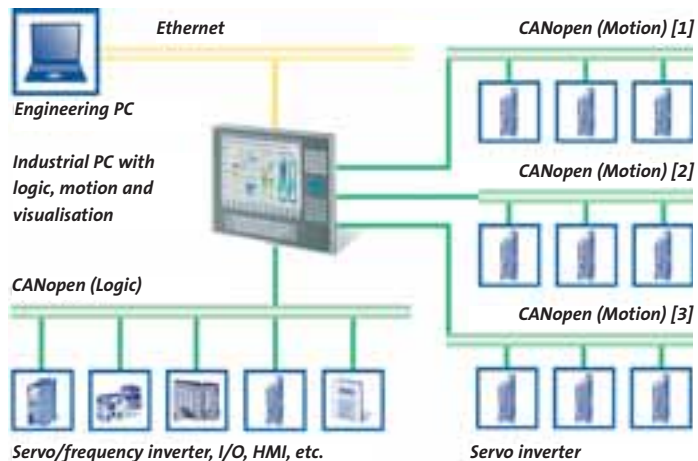 Ethernet
CANopen (Motion) [1]
Engineering PC
Industrial PC with
logic, motion and
visualisation
CANopen (Motion) [2]
CANopen (Logic)
CANopen (Motion) [3]
Servo/frequency inverter, I/O, HMI, etc.
Servo inverter